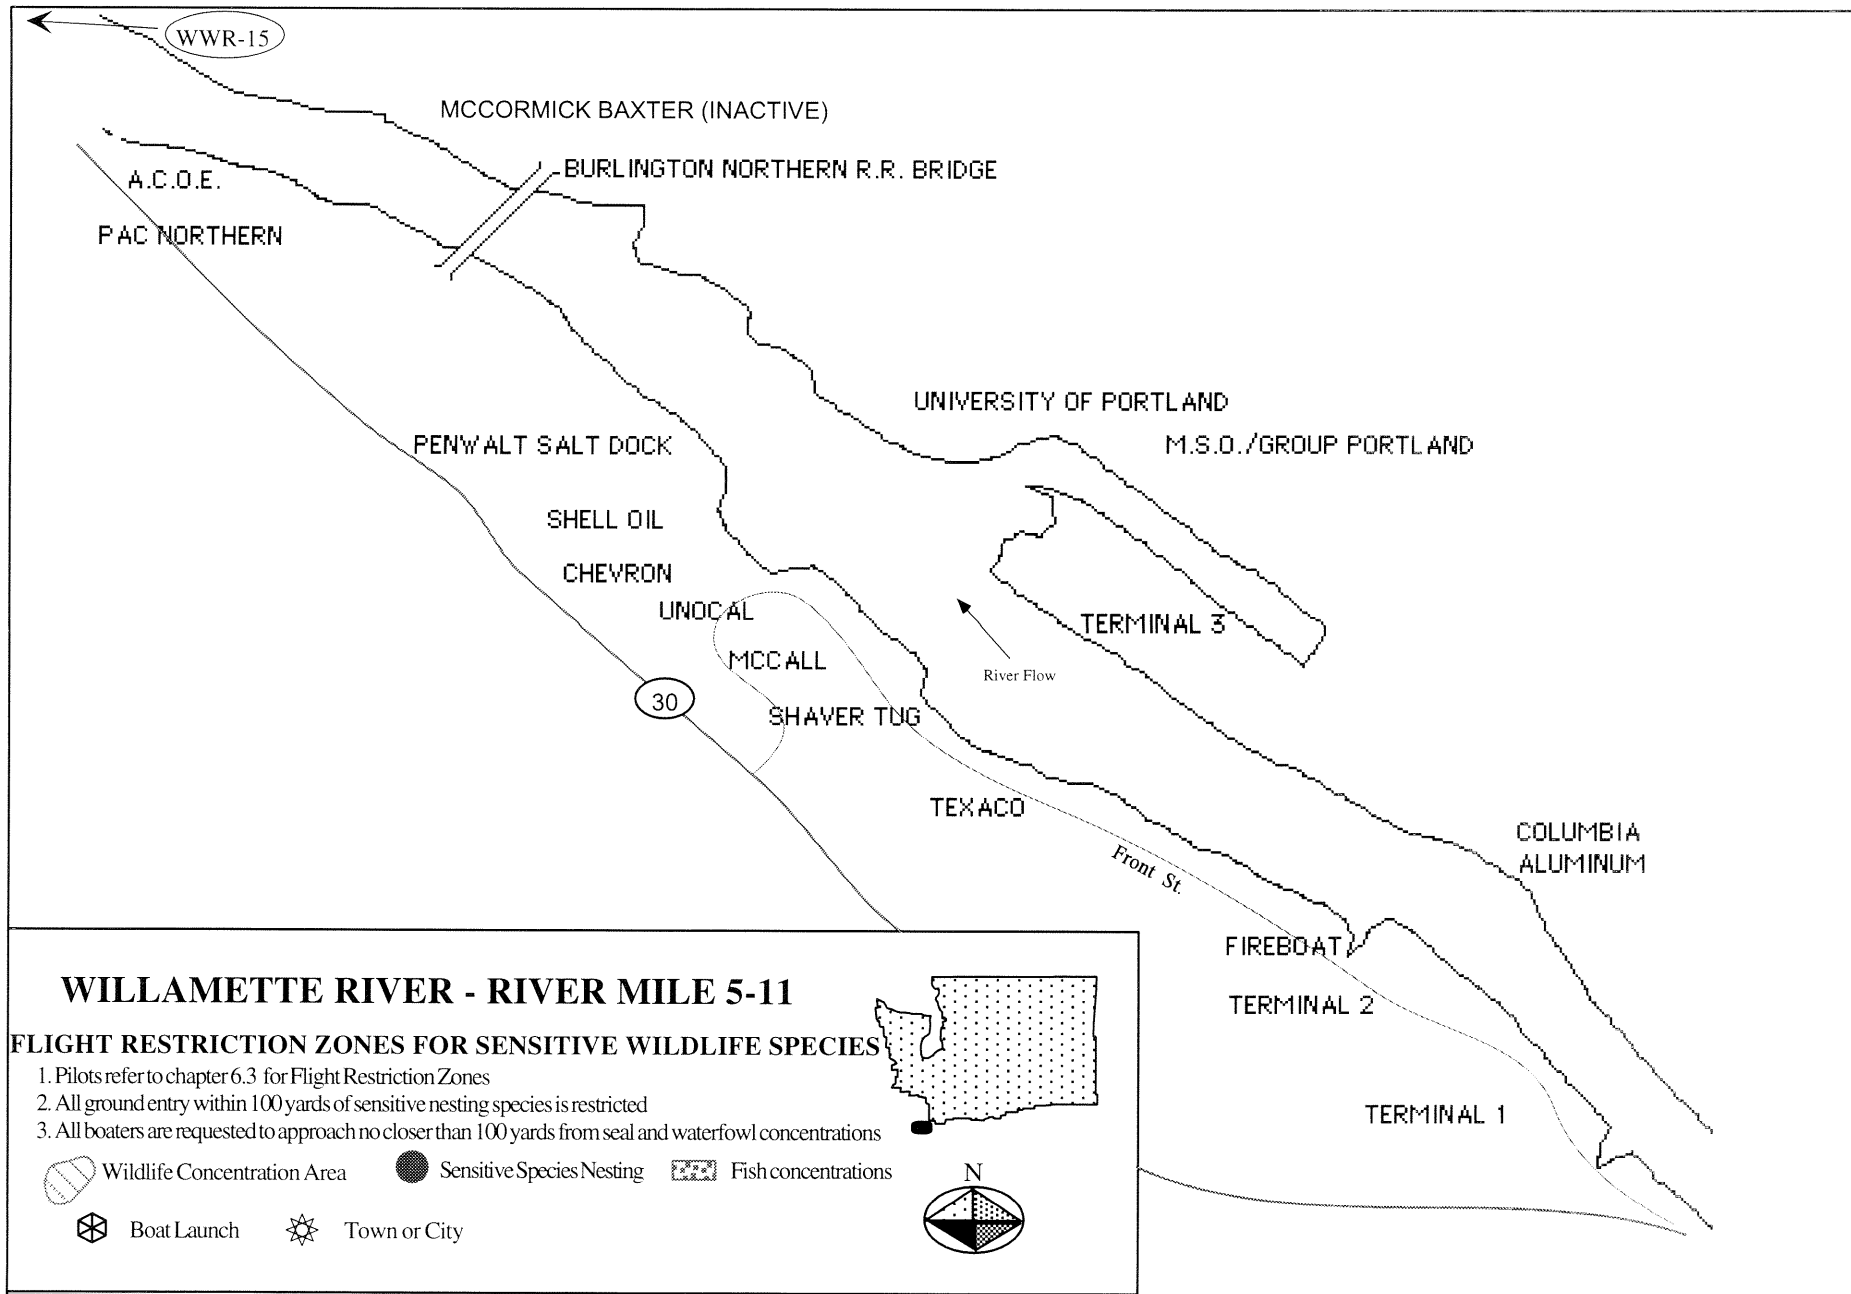 WWR-15
MCCORMICK BAXTER (INACTIVE)
BURLINGTON NORTHERN R.R. BRIDGE
A.C.O.E.
PAC NORTHERN
UNIVERSITY OF PORTLAND
PENWALT SALT DOCK
M.S.O./GROUP PORTLAND
SHELL OIL
CHEVRON
UNOCAL
TERMINAL 3
MCCALL
River Flow
30
SHAVER TUG
TEXACO
COLUMBIA
ALUMINUM
Front St.
FIREBOAT
TERMINAL 2
TERMINAL 1
WILLAMETTE RIVER - RIVER MILE 5-11
FLIGHT RESTRICTION ZONES FOR SENSITIVE WILDLIFE SPECIES
1. Pilots refer to chapter 6.3 for Flight Restriction Zones
2. All ground entry within 100 yards of sensitive nesting species is restricted
3. All boaters are requested to approach no closer than 100 yards from seal and waterfowl concentrations
Wildlife Concentration Area
Sensitive Species Nesting
Fish concentrations
N
Boat Launch
Town or City